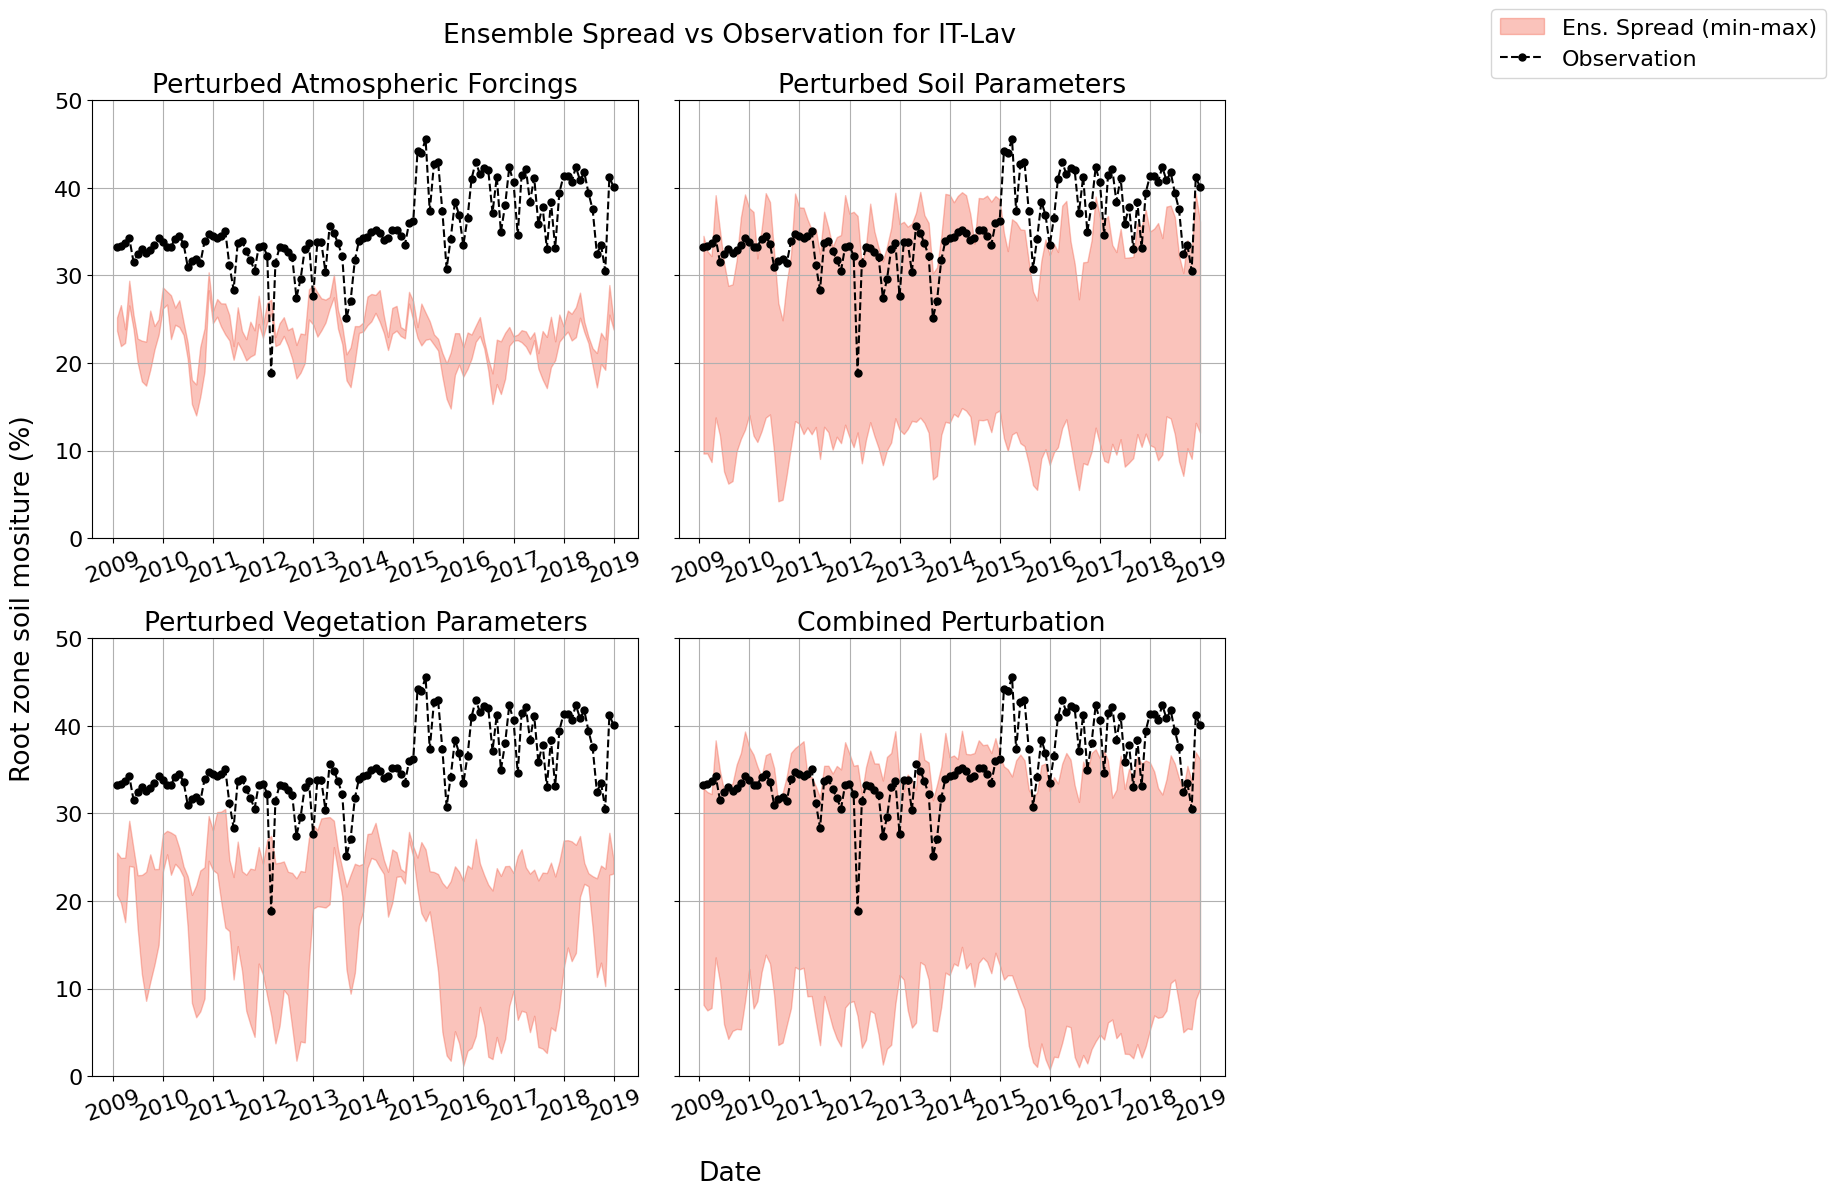 Ensemble Spread vs Observation for IT-Lav
Ens. Spread (min-max)
Observation
Perturbed Atmospheric Forcings
Perturbed Soil Parameters
50
40
30
20
10
0
2009 2010 2011 2012 2013 2014 2015 2016 2017 2018 2019
2009 2010 2011 2012 2013 2014 2015 2016 2017 2018 2019
Root zone soil mositure (%)
Perturbed Vegetation Parameters
Combined Perturbation
50
40
30
20
10
0
2009 2010 2011 2012 2013 2014 2015 2016 2017 2018 2019
2009 2010 2011 2012 2013 2014 2015 2016 2017 2018 2019
Date